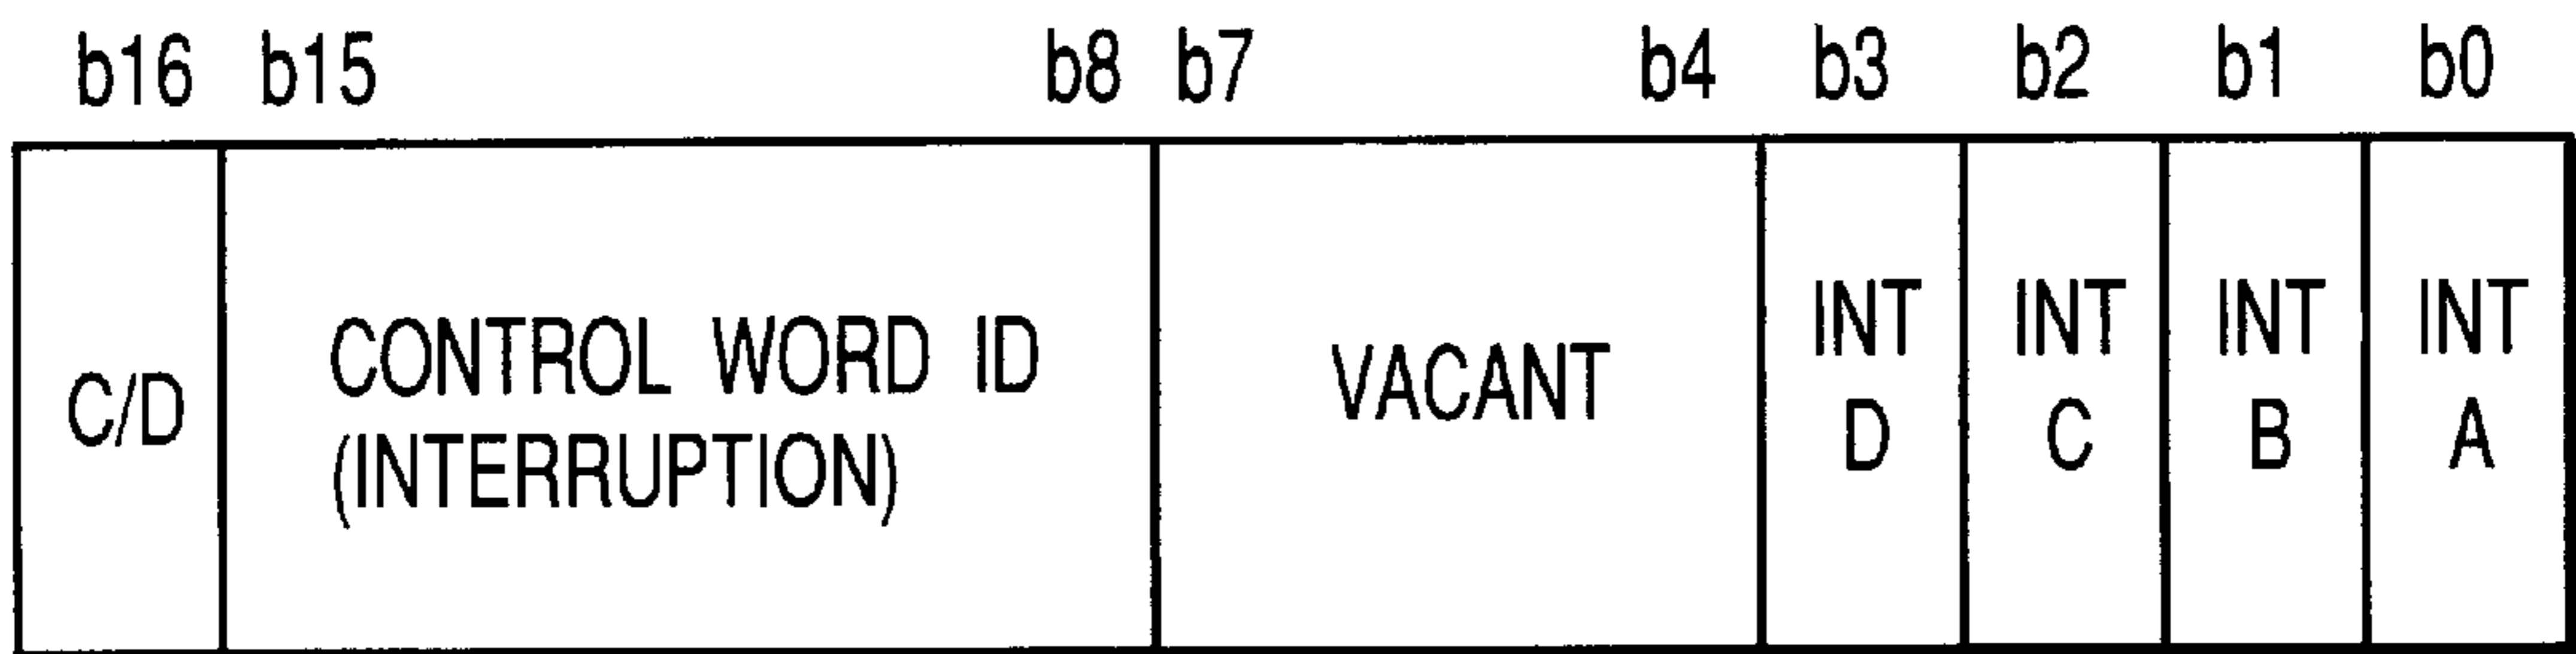 b16 b15 b8 b7 b4 b3 b2 b1 b0
C/D
CONTROL WORD ID
(INTERRUPTION)
VACANT
INT
D
INT
C
INT
B
INT
A